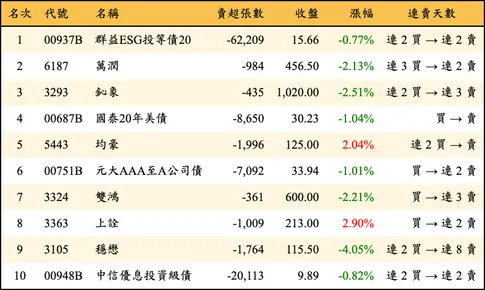 名次 代號 名稱 賣超張數 收盤 漲幅 連賣天數
1 00937B 群益ESG投等債20 -62,209 15.66 -0.77% 連 2 買 → 連 2 賣
2 6187 萬潤 -984 456.50 -2.13% 連 3 買 → 連 2 賣
3 3293 鈊象 -435 1,020.00 -2.51% 連 2 買 → 連 3 賣
4 00687B 國泰20年美債 -8,650 30.23 -1.04% 買 → 賣
5 5443 均豪 -1,996 125.00 2.04% 連 2 買 → 賣
6 00751B 元大AAA至A公司債 -7,092 33.94 -1.01% 買 → 連 2 賣
7 3324 雙鴻 -361 600.00 -2.21% 買 → 連 3 賣
8 3363 上詮 -1,009 213.00 2.90% 買 → 連 2 賣
9 3105 穩懋 -1,764 115.50 -4.05% 連 2 買 → 連 8 賣
10 00948B 中信優息投資級債 -20,113 9.89 -0.82% 連 2 買 → 連 2 賣